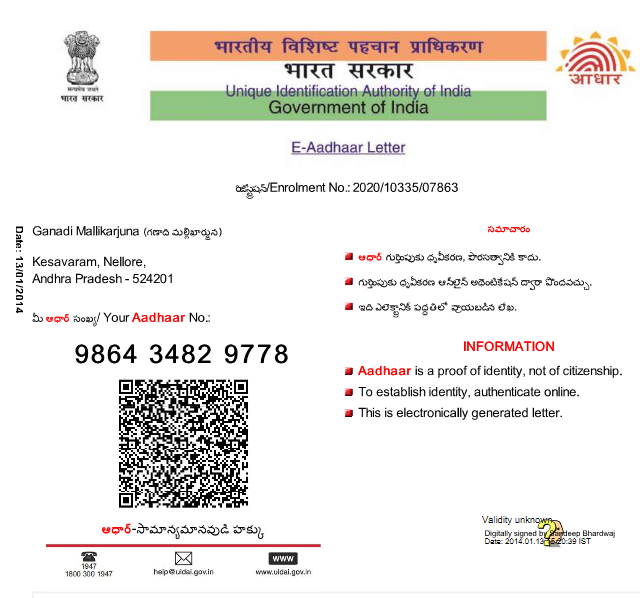 भारतीय विशिष्ट पहचान प्राधिकरण
भारत सरकार
Unique Identification Authority of India
Government of India
सत्यमेव जयते
भारत सरकार
आधार
E-Aadhaar Letter
రిజిస్ట్రేషన్/Enrolment No.: 2020/10335/07863
Date: 13/01/2014
Ganadi Mallikarjuna (గణాది మల్లిఖార్జున)
Kesavaram, Nellore,
Andhra Pradesh - 524201
మీ ఆధార్ సంఖ్య/ Your Aadhaar No.:
9864 3482 9778
ఆధార్-సామాన్యమానవుడి హక్కు
1947
1800 300 1947
help@uidai.gov.in
www
www.uidai.gov.in
సమాచారం
ఆధార్ గుర్తింపుకు ధృవీకరణ, పౌరసత్వానికి కాదు.
గుర్తింపుకు ధృవీకరణ ఆన్‌లైన్ అథెంటికేషన్ ద్వారా పొందవచ్చు.
ఇది ఎలెక్ట్రానిక్ పద్ధతిలో వ్రాయబడిన లేఖ.
INFORMATION
Aadhaar is a proof of identity, not of citizenship.
To establish identity, authenticate online.
This is electronically generated letter.
Validity unknown
Digitally signed by Sandeep Bhardwaj
Date: 2014.01.13 15:20:39 IST